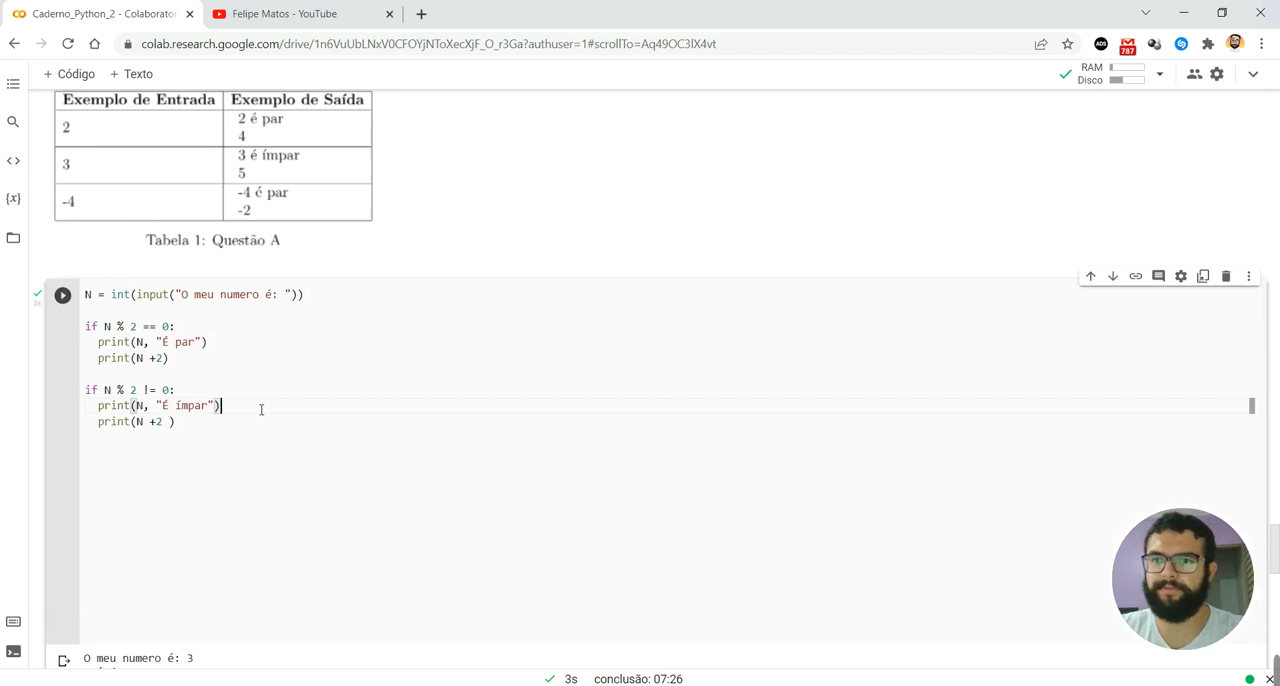 Caderno_Python_2 - Colaborator
Felipe Matos - YouTube
colab.research.google.com/drive/1n6VuUbLNxV0CFOYjNToXecXjF_O_r3Ga?authuser=1#scrollTo=Aq49OC3lX4vt
ADS
787
+ Código + Texto
RAM
Disco
Exemplo de Entrada Exemplo de Saída
2
2 é par
4
3
3 é ímpar
5
-4
-4 é par
-2
Tabela 1: Questão A
{x}
3s
N = int(input("O meu numero é: "))
if N % 2 == 0:
print(N, "É par")
print(N +2)
if N % 2 != 0:
print(N, "É ímpar")
print(N +2 )
O meu numero é: 3
3s conclusão: 07:26